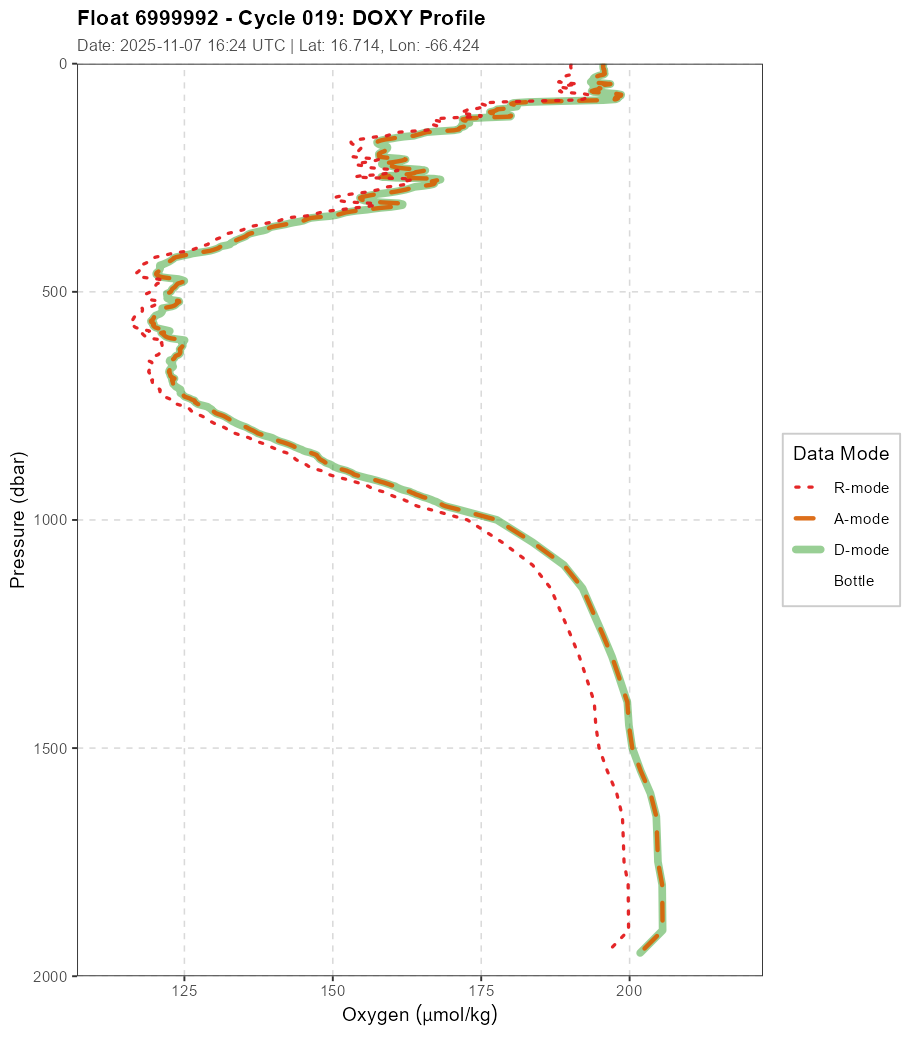 Float 6999992 - Cycle 019: DOXY Profile
Date: 2025-11-07 16:24 UTC | Lat: 16.714, Lon: -66.424
0
500
1000
1500
2000
Pressure (dbar)
125
150
175
200
Oxygen (μmol/kg)
Data Mode
R-mode
A-mode
D-mode
Bottle